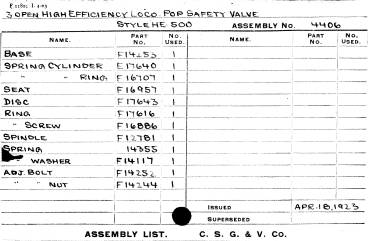 3 OPEN HIGH EFFICIENCY LOCO POP SAFETY VALVE
STYLE HE 500 ASSEMBLY NO. 4406
NAME. PART NO. NO. USED. NAME. PART NO. NO. USED.
BASE F14253 1
SPRING CYLINDER E17640 1
" " RING F16707 1
SEAT F16957 1
DISC F17643 1
RING F17616 1
" SCREW F16886 1
SPINDLE F12781 1
SPRING 14355 1
" WASHER F14117 1
ADJ. BOLT F14252 1
" " NUT F14244 1
ISSUED APR. 18, 1923
SUPERSEDED
ASSEMBLY LIST. C. S. G. & V. CO.